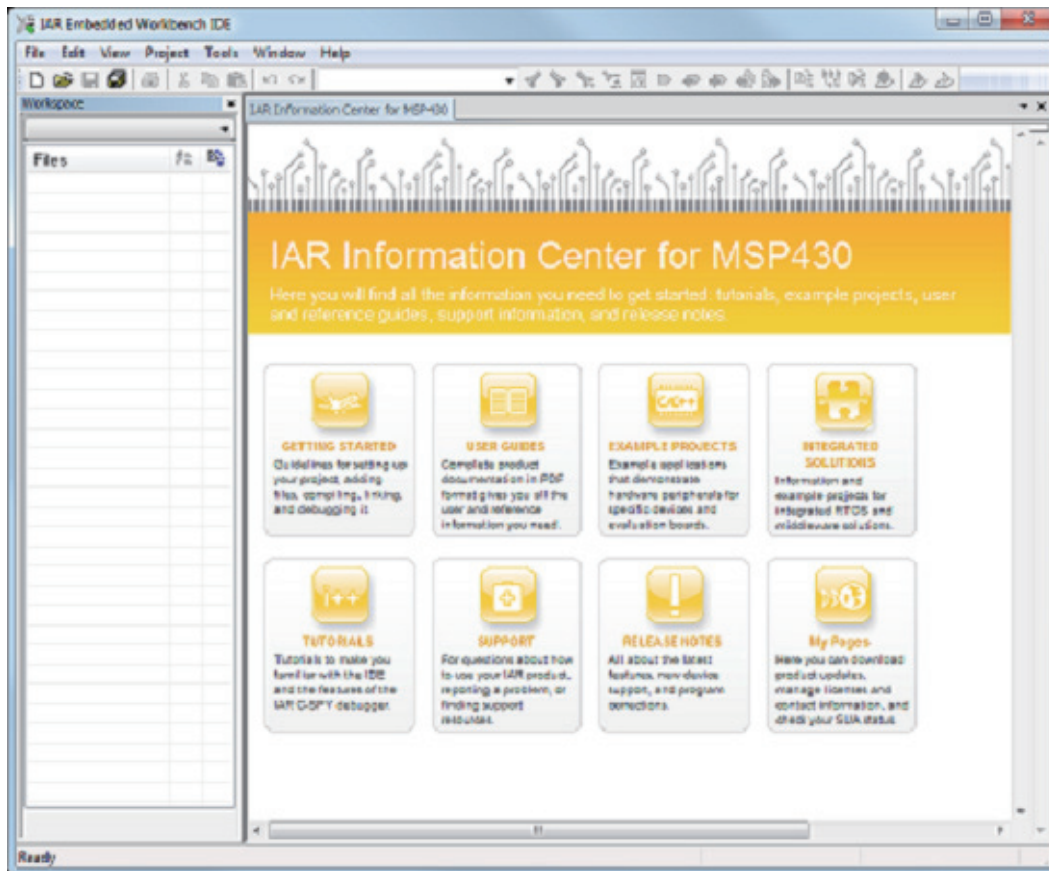 IAR Embedded Workbench IDE
File Edit View Project Tools Window Help
Workspace
IAR Information Center for MSP430
Files
IAR Information Center for MSP430
Here you will find all the information you need to get started: tutorials, example projects, user
and reference guides, support information, and release notes.
GETTING STARTED
Guidelines for setting up
your project, adding
files, compiling, linking,
and debugging it.
USER GUIDES
Complete product
documentation in PDF
format gives you all the
user and reference
information you need.
EXAMPLE PROJECTS
Example applications
that demonstrate
hardware peripherals for
specific devices and
evaluation boards.
INTEGRATED
SOLUTIONS
Information and
example projects for
integrated RTOS and
middleware solutions.
TUTORIALS
Tutorials to make you
familiar with the IDE
and the features of the
IAR C-SPY debugger.
SUPPORT
For questions about how
to use your IAR product,
reporting a problem, or
finding support
resources.
RELEASE NOTES
All about the latest
features, new device
support, and program
corrections.
My Pages
Here you can download
product updates,
manage licenses and
contact information, and
check your SUA status.
Ready